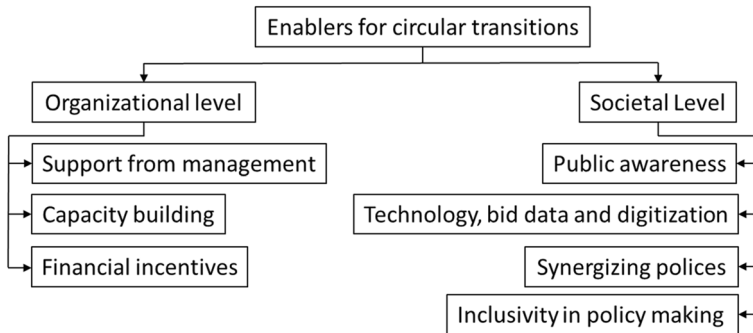 Enablers for circular transitions
Organizational level
Societal Level
Support from management
Public awareness
Capacity building
Technology, bid data and digitization
Financial incentives
Synergizing polices
Inclusivity in policy making